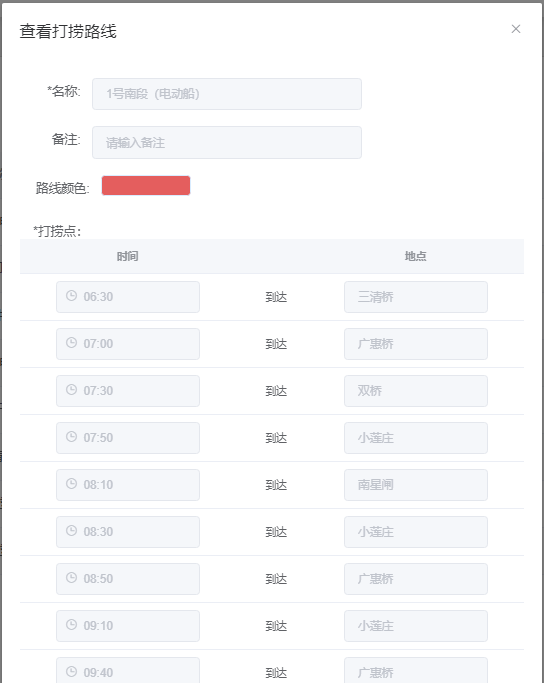 查看打捞路线
*名称: 1号南段（电动船）
备注: 请输入备注
路线颜色:
*打捞点:
时间 地点
06:30 到达 三清桥
07:00 到达 广惠桥
07:30 到达 双桥
07:50 到达 小莲庄
08:10 到达 南星闸
08:30 到达 小莲庄
08:50 到达 广惠桥
09:10 到达 小莲庄
09:40 到达 广惠桥